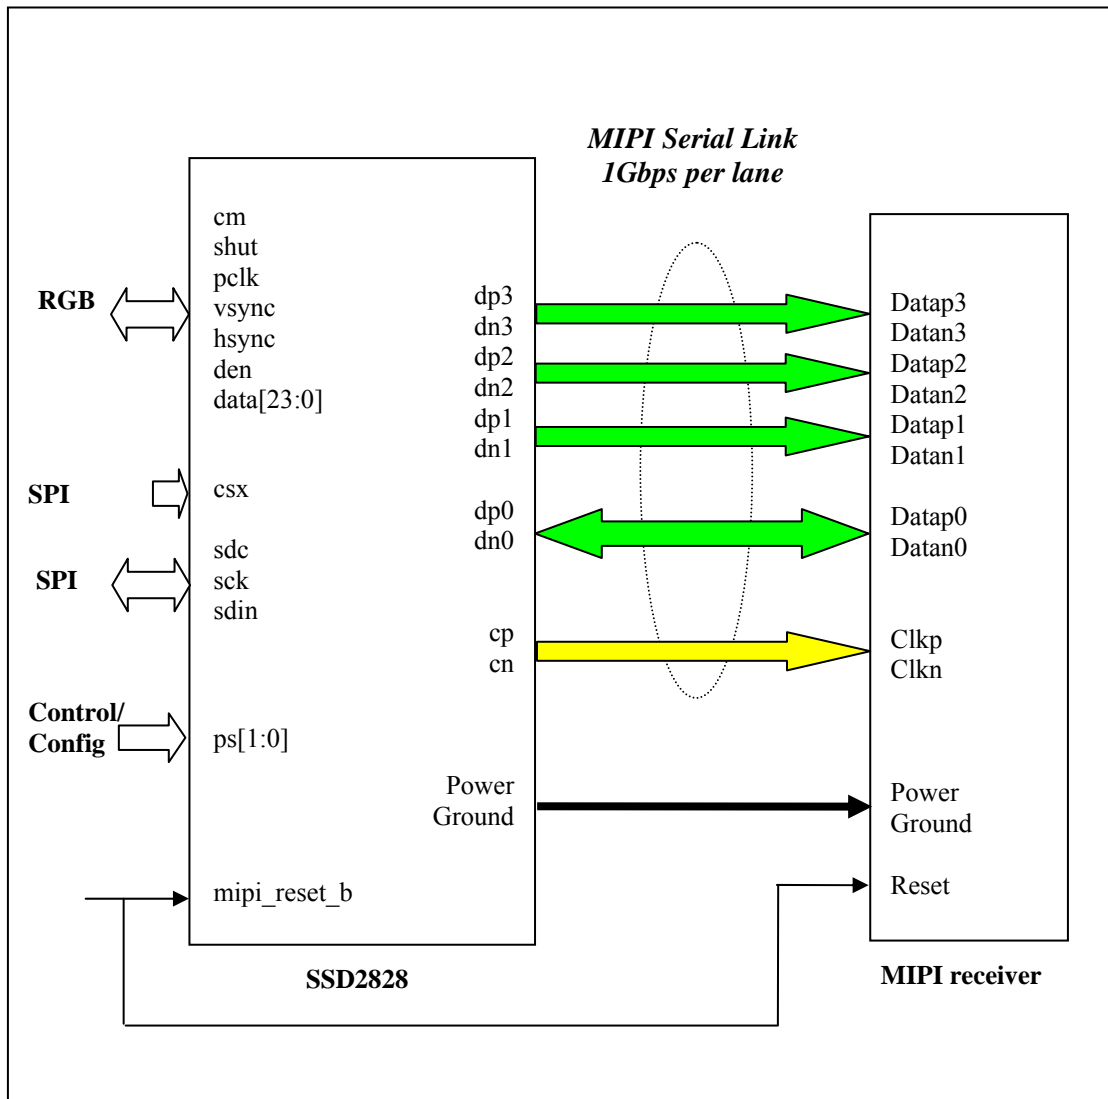 MIPI Serial Link
1Gbps per lane
RGB
cm
shut
pclk
vsync
hsync
den
data[23:0]
SPI
csx
SPI
sdc
sck
sdin
Control/
Config
ps[1:0]
mipi_reset_b
dp3
dn3
dp2
dn2
dp1
dn1
dp0
dn0
cp
cn
Power
Ground
SSD2828
Datap3
Datan3
Datap2
Datan2
Datap1
Datan1
Datap0
Datan0
Clkp
Clkn
Power
Ground
Reset
MIPI receiver